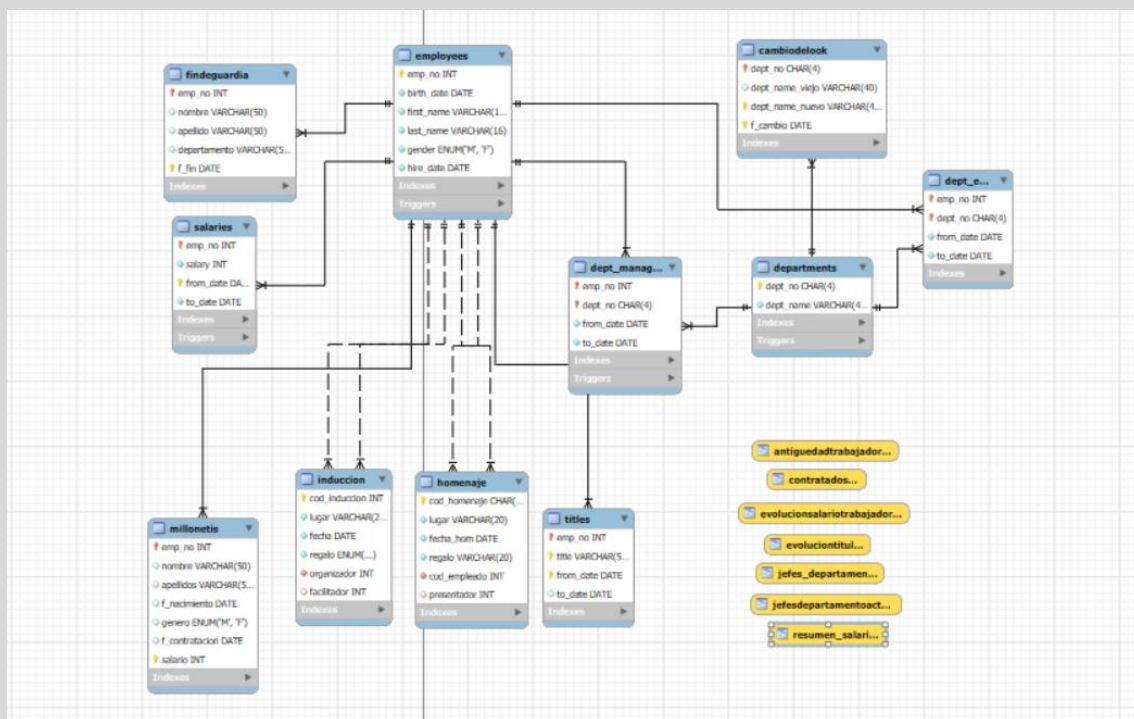 findeguardia
emp_no INT
nombre VARCHAR(50)
apellido VARCHAR(50)
departamento VARCHAR(5...
f_fin DATE
Indexes
employees
emp_no INT
birth_date DATE
first_name VARCHAR(1...
last_name VARCHAR(16)
gender ENUM('M', 'F')
hire_date DATE
Indexes
Triggers
cambiodelook
dept_no CHAR(4)
dept_name_viejo VARCHAR(40)
dept_name_nuevo VARCHAR(4...
f_cambio DATE
Indexes
dept_e...
emp_no INT
dept_no CHAR(4)
from_date DATE
to_date DATE
Indexes
salaries
emp_no INT
salary INT
from_date DA...
to_date DATE
Indexes
Triggers
dept_manag...
emp_no INT
dept_no CHAR(4)
from_date DATE
to_date DATE
Indexes
Triggers
departments
dept_no CHAR(4)
dept_name VARCHAR(4...
Indexes
Triggers
millonetis
emp_no INT
nombre VARCHAR(50)
apellidos VARCHAR(5...
f_nacimiento DATE
genero ENUM('M', 'F')
f_contratacion DATE
salario INT
Indexes
induccion
cod_induccion INT
lugar VARCHAR(2...
fecha DATE
regalo ENUM(...)
organizador INT
facilitador INT
Indexes
homenaje
cod_homenaje CHAR(...
lugar VARCHAR(20)
fecha_hom DATE
regalo VARCHAR(20)
cod_empleado INT
presentador INT
Indexes
titles
emp_no INT
title VARCHAR(5...
from_date DATE
to_date DATE
Indexes
antiguedadtrabajador...
contratados...
evolucionsalariotrabajador...
evoluciontitul...
jefes_departamen...
jefesdepartamentoact...
resumen_salari...